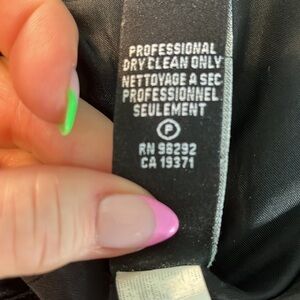 PROFESSIONAL
DRY CLEAN ONLY
NETTOYAGE A SEC
PROFESSIONNEL
SEULEMENT
P
RN 98292
CA 19371